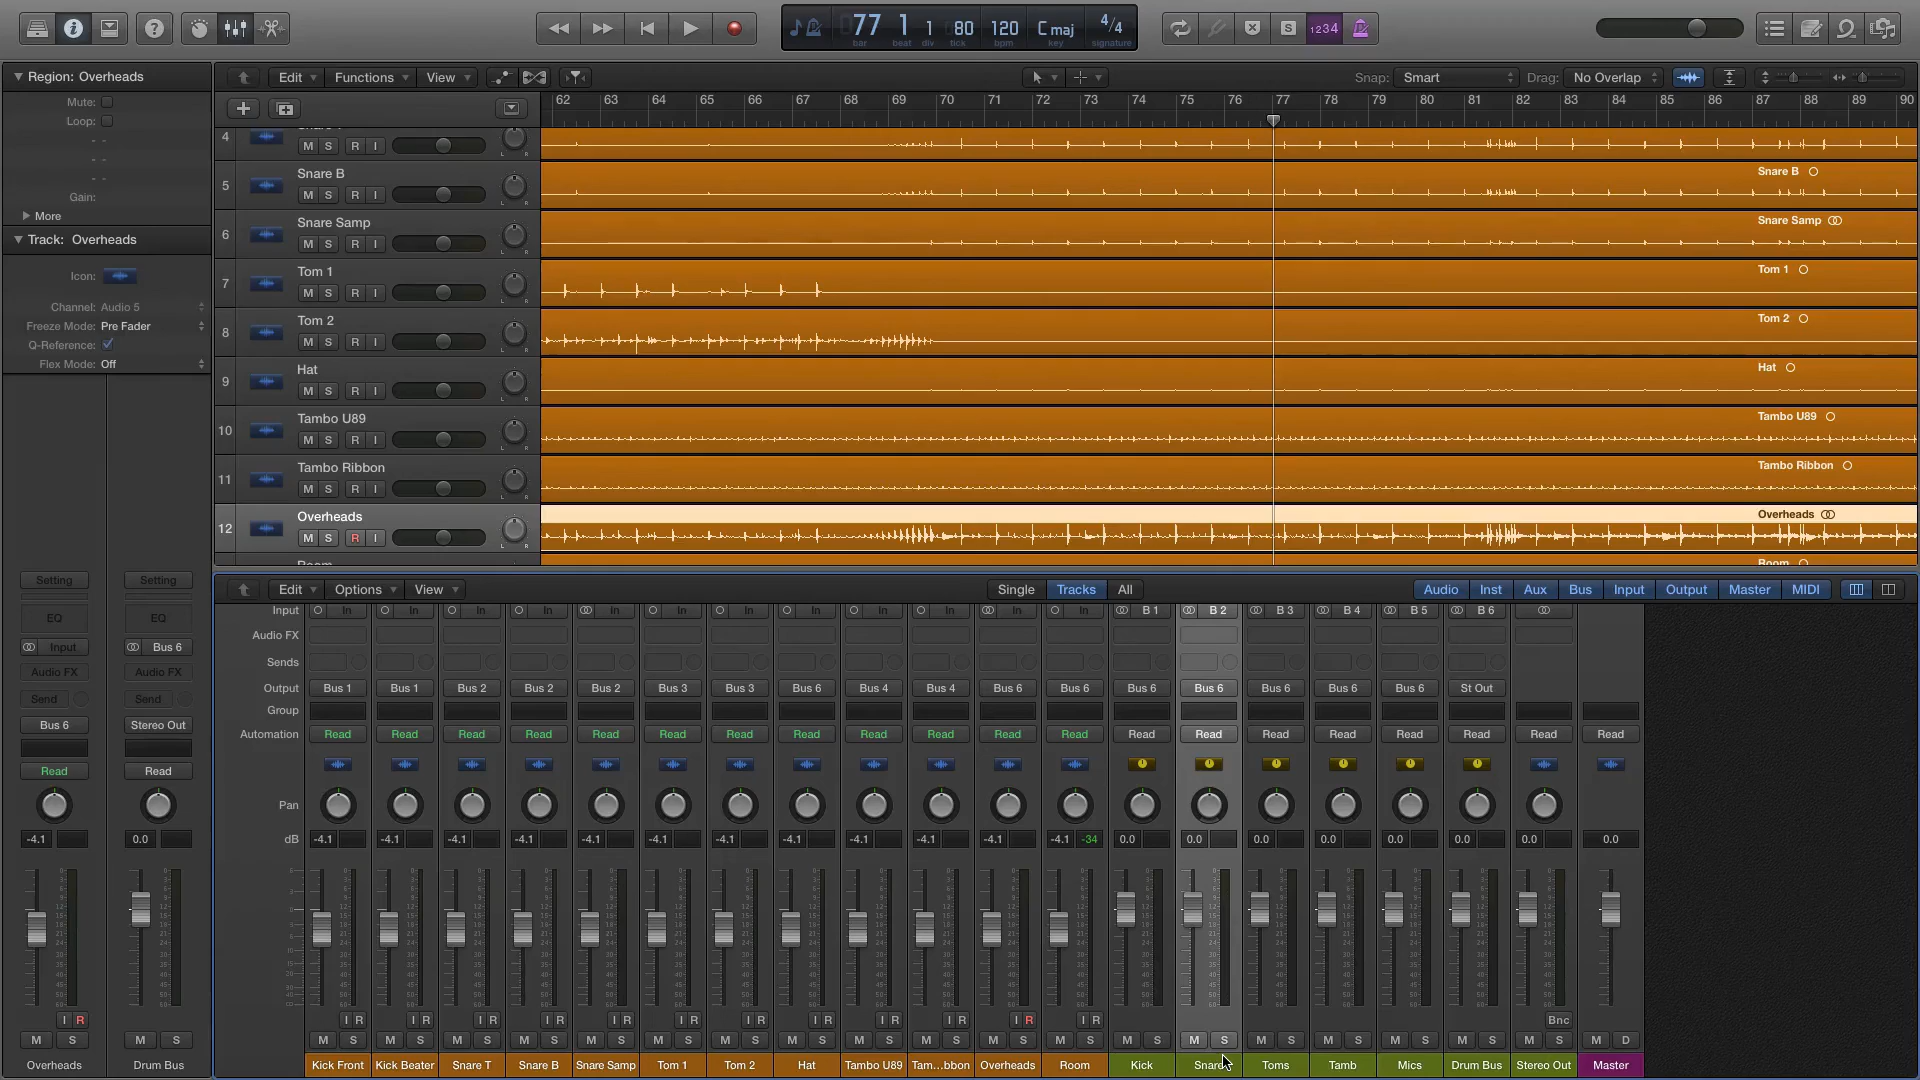 77 1 1 80 120 C maj 4/4
bar beat div tick bpm key signature
S 1234
Region: Overheads
Edit Functions View
Snap: Smart Drag: No Overlap
Mute:
Loop:
Gain:
More
Track: Overheads
Icon:
Channel: Audio 5
Freeze Mode: Pre Fader
Q-Reference:
Flex Mode: Off
62 63 64 65 66 67 68 69 70 71 72 73 74 75 76 77 78 79 80 81 82 83 84 85 86 87 88 89 90
4 M S R I
5 Snare B M S R I Snare B
6 Snare Samp M S R I Snare Samp
7 Tom 1 M S R I Tom 1
8 Tom 2 M S R I Tom 2
9 Hat M S R I Hat
10 Tambo U89 M S R I Tambo U89
11 Tambo Ribbon M S R I Tambo Ribbon
12 Overheads M S R I Overheads
Room Room
Edit Options View Single Tracks All Audio Inst Aux Bus Input Output Master MIDI
Setting Setting
EQ EQ
Input Bus 6
Audio FX Audio FX
Send Send
Bus 6 Stereo Out
Read Read
-4.1 0.0
I R
M S M S
Overheads Drum Bus
Input In In In In In In In In In In In In B 1 B 2 B 3 B 4 B 5 B 6
Audio FX
Sends
Output Bus 1 Bus 1 Bus 2 Bus 2 Bus 2 Bus 3 Bus 3 Bus 6 Bus 4 Bus 4 Bus 6 Bus 6 Bus 6 Bus 6 Bus 6 Bus 6 Bus 6 St Out
Group
Automation Read Read Read Read Read Read Read Read Read Read Read Read Read Read Read Read Read Read Read Read
Pan
dB -4.1 -4.1 -4.1 -4.1 -4.1 -4.1 -4.1 -4.1 -4.1 -4.1 -4.1 -4.1 -34 0.0 0.0 0.0 0.0 0.0 0.0 0.0 0.0
I R I R I R I R I R I R I R I R I R I R I R I R Bnc
M S M S M S M S M S M S M S M S M S M S M S M S M S M S M S M S M S M S M S M D
Kick Front Kick Beater Snare T Snare B Snare Samp Tom 1 Tom 2 Hat Tambo U89 Tam...bbon Overheads Room Kick Snare Toms Tamb Mics Drum Bus Stereo Out Master